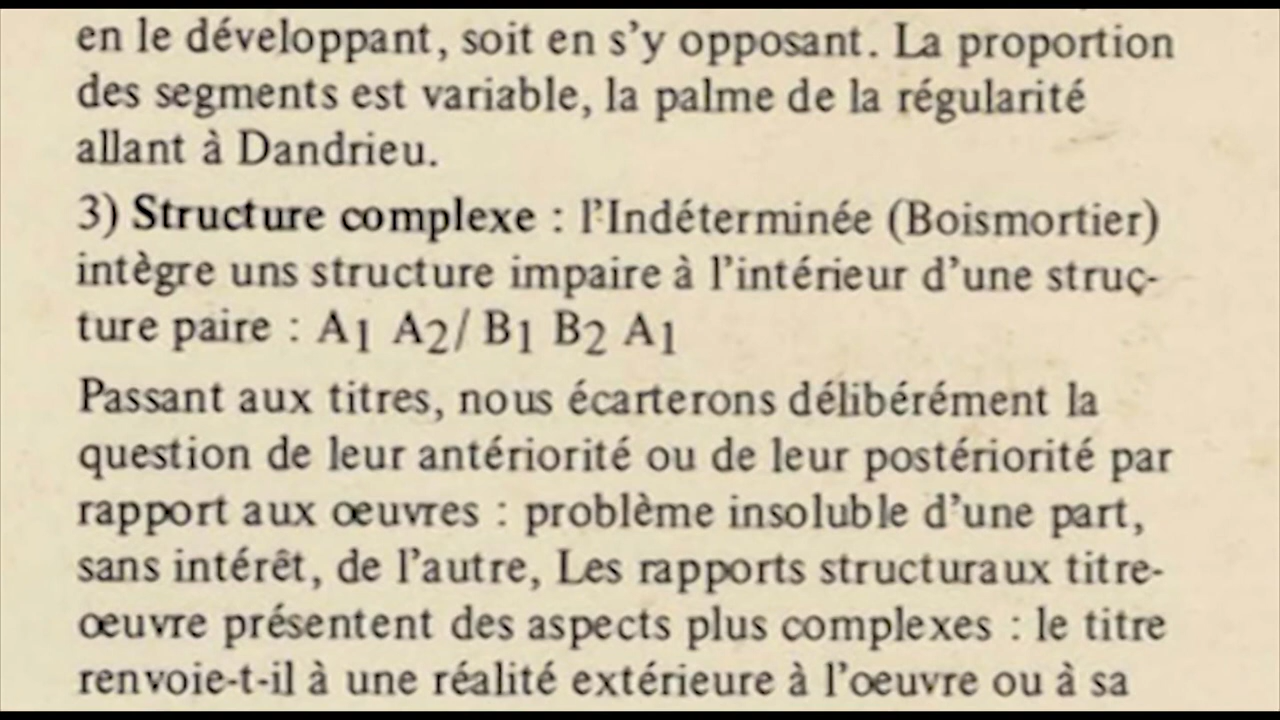 en le développant, soit en s’y opposant. La proportion
des segments est variable, la palme de la régularité
allant à Dandrieu.
3) Structure complexe : l’Indéterminée (Boismortier)
intègre uns structure impaire à l’intérieur d’une struc-
ture paire : A1 A2/ B1 B2 A1
Passant aux titres, nous écarterons délibérément la
question de leur antériorité ou de leur postériorité par
rapport aux œuvres : problème insoluble d’une part,
sans intérêt, de l’autre, Les rapports structuraux titre-
œuvre présentent des aspects plus complexes : le titre
renvoie-t-il à une réalité extérieure à l’oeuvre ou à sa